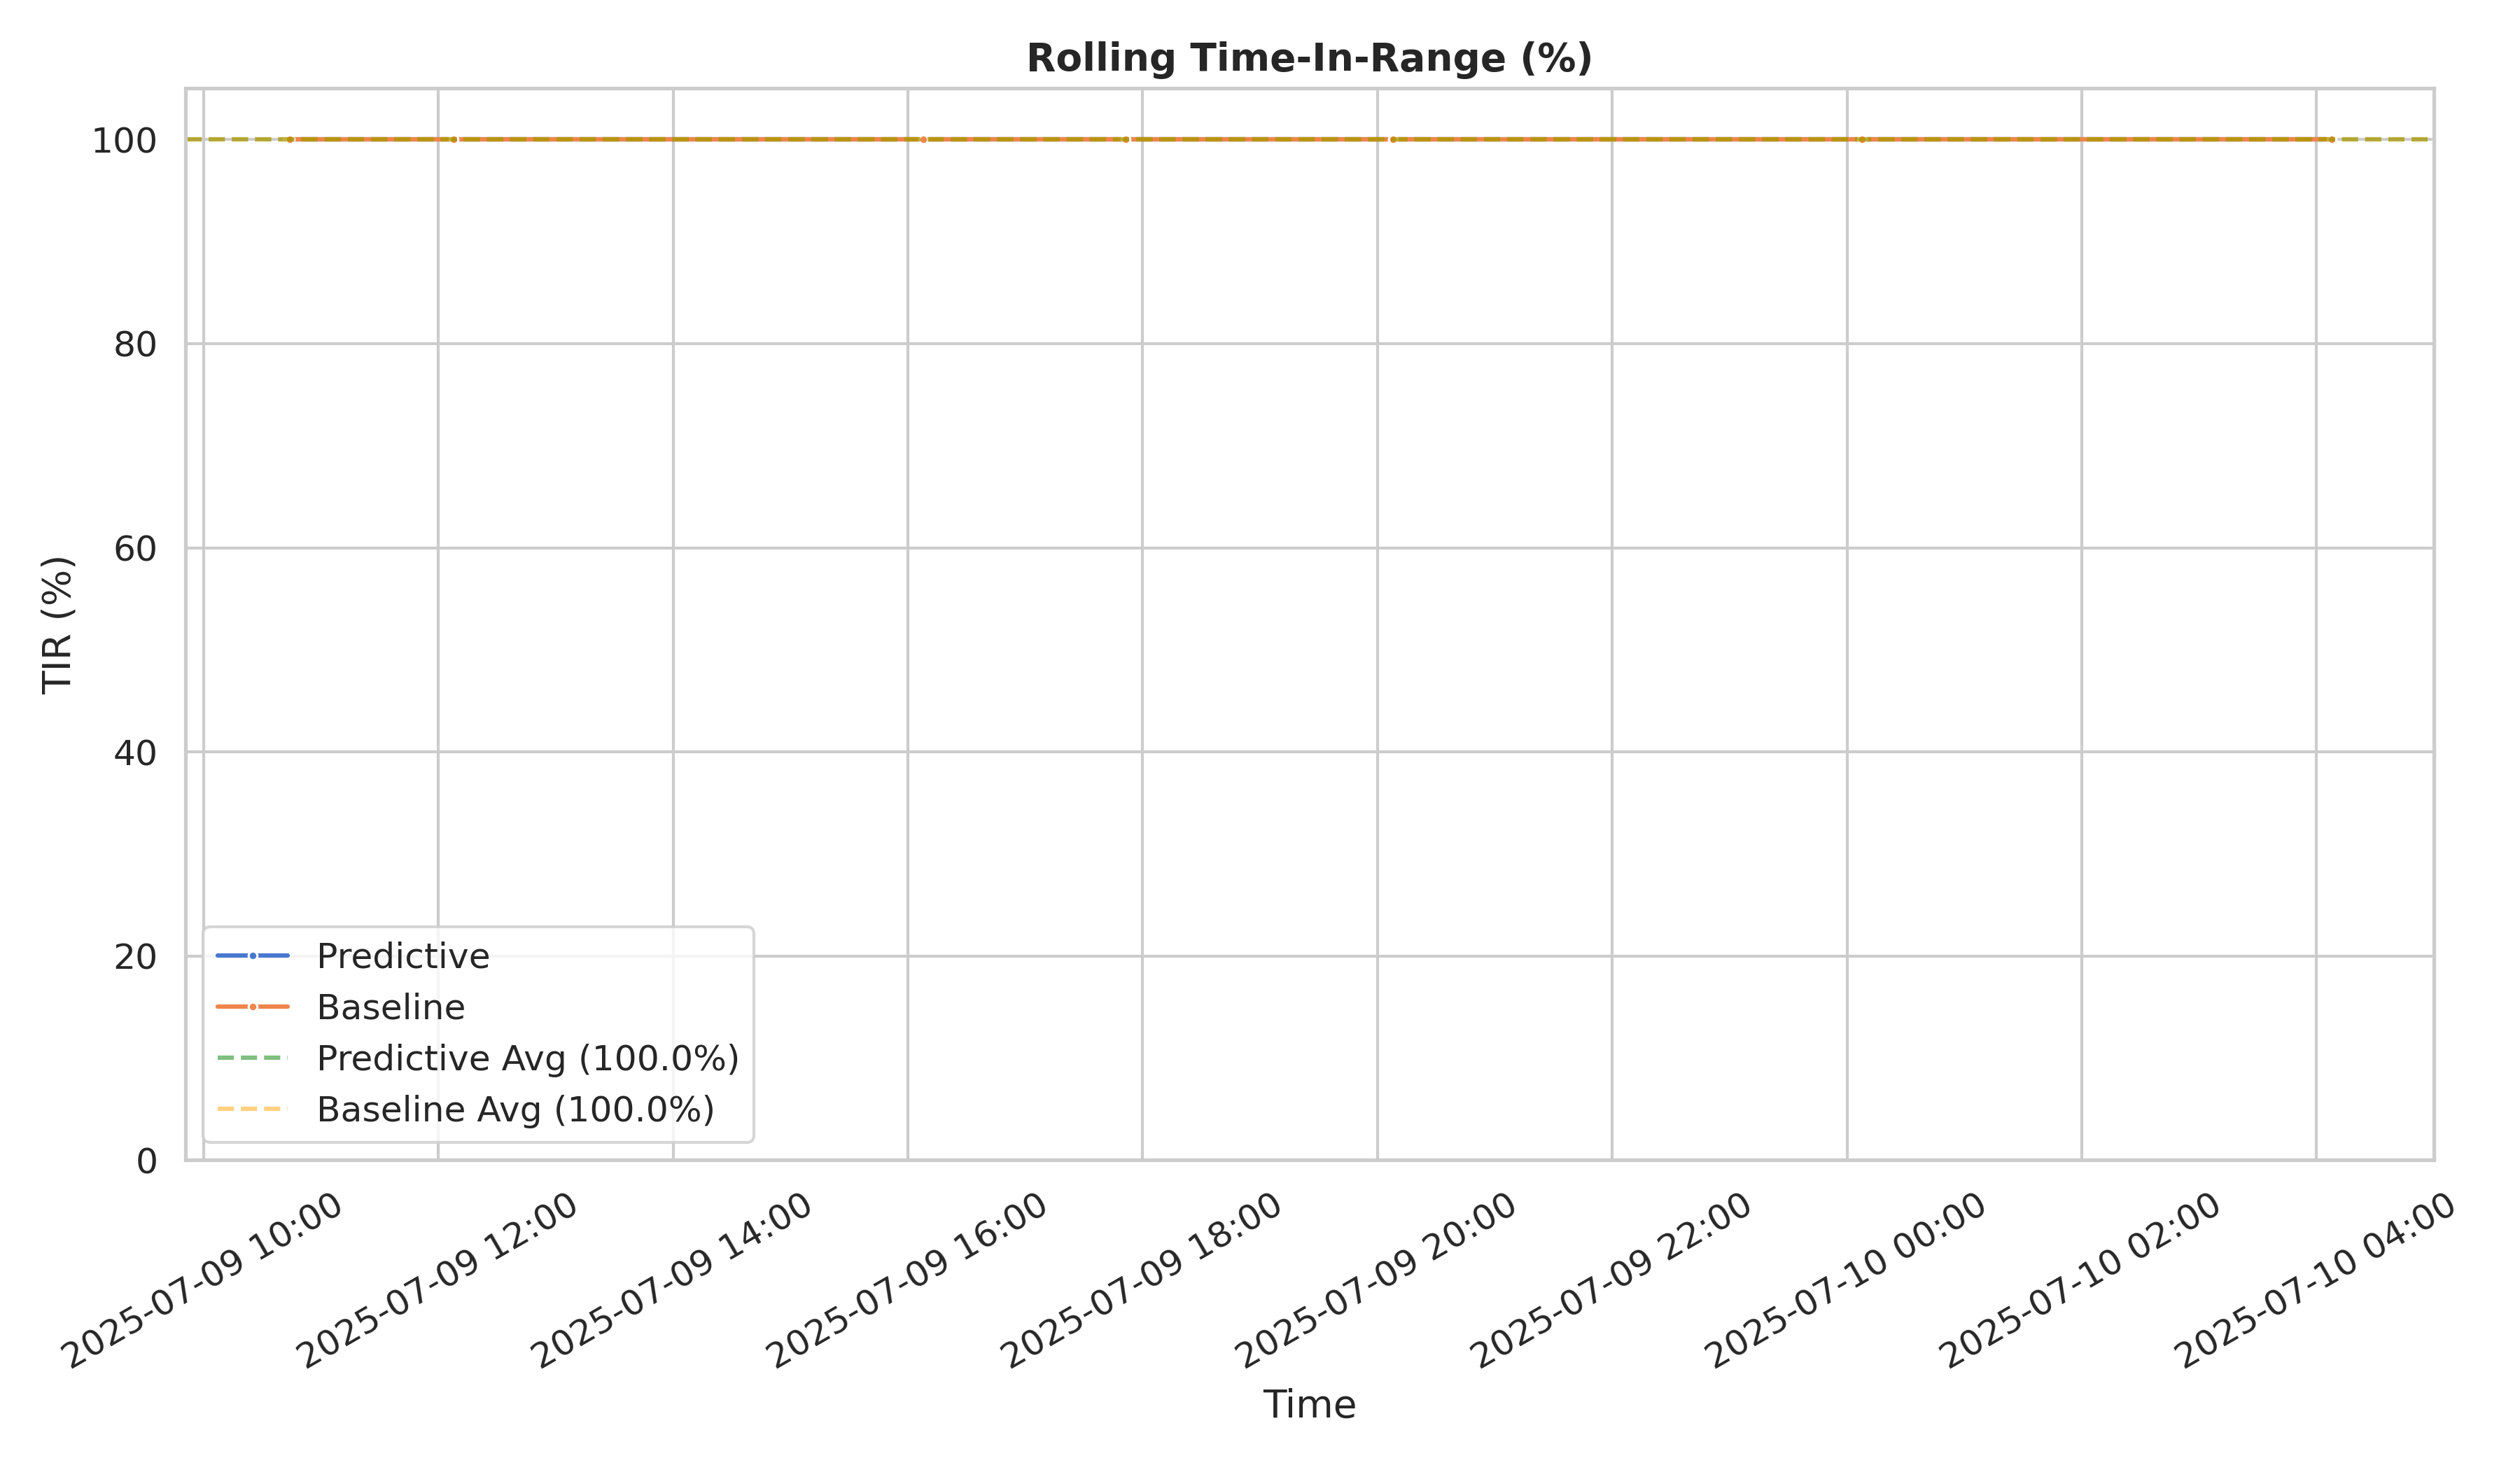 Rolling Time-In-Range (%)
TIR (%)
100
80
60
40
20
0
Predictive
Baseline
Predictive Avg (100.0%)
Baseline Avg (100.0%)
2025-07-09 10:00
2025-07-09 12:00
2025-07-09 14:00
2025-07-09 16:00
2025-07-09 18:00
2025-07-09 20:00
2025-07-09 22:00
2025-07-10 00:00
2025-07-10 02:00
2025-07-10 04:00
Time